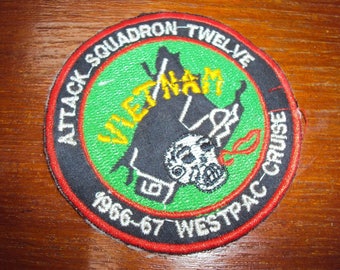 ATTACK SQUADRON TWELVE
VIETNAM
1966-67 WESTPAC CRUISE